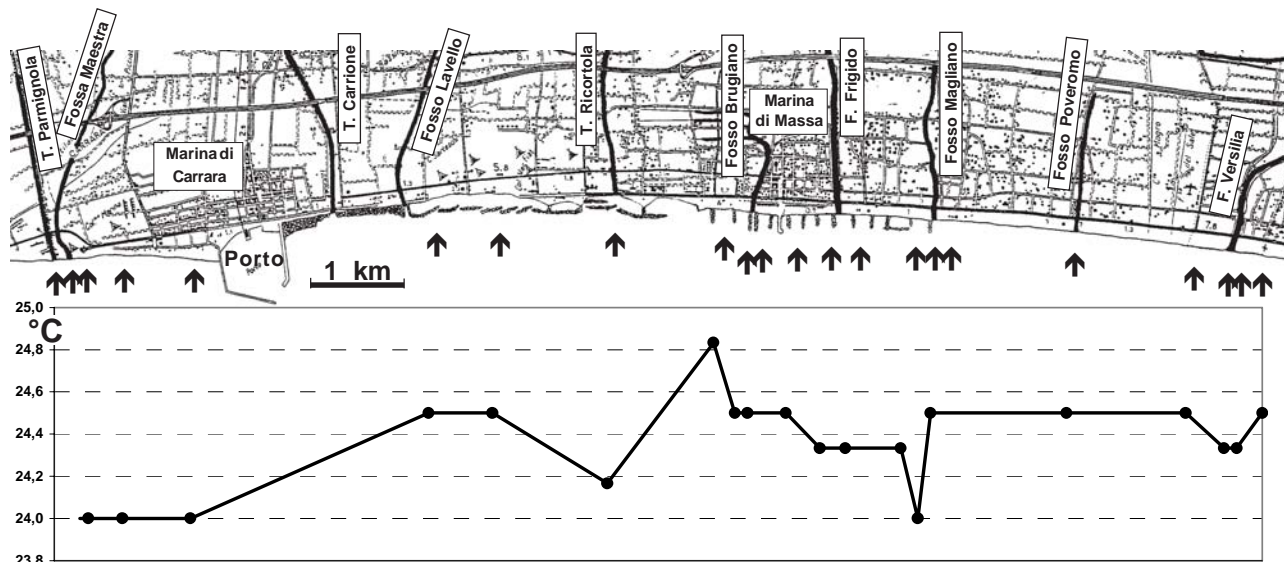 T. Parmignola
Fossa Maestra
T. Carrione
Fosso Lavello
T. Ricortola
Fosso Brugiano
F. Frigido
Fosso Magliano
Fosso Poveromo
F. Versilia
Marina di
Carrara
Marina
di Massa
Porto
1 km
25,0
°C
24,8
24,6
24,4
24,2
24,0
23,8